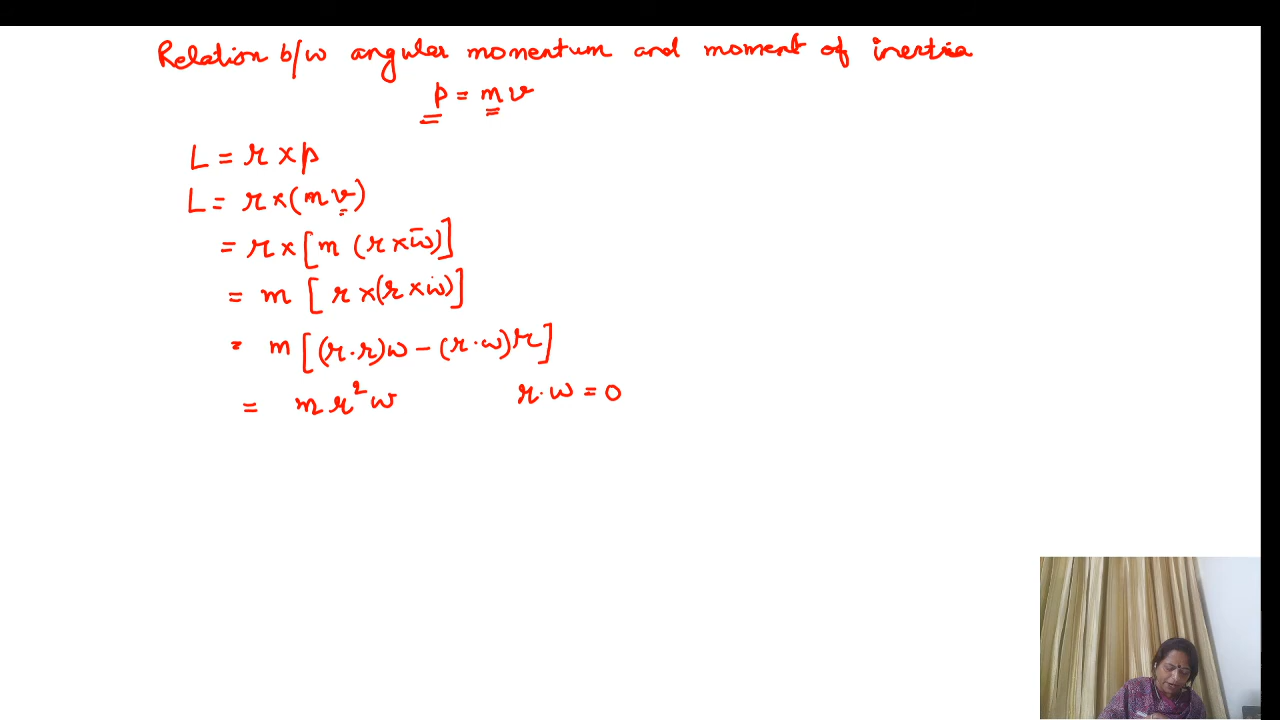 Relation b/w angular momentum and moment of inertia
p = mv
L = r × p
L = r × (mv)
= r × [m (r × ω̄)]
= m [r × (r × ω)]
= m [(r·r)ω − (r·ω)r]
= mr²ω r·ω = 0